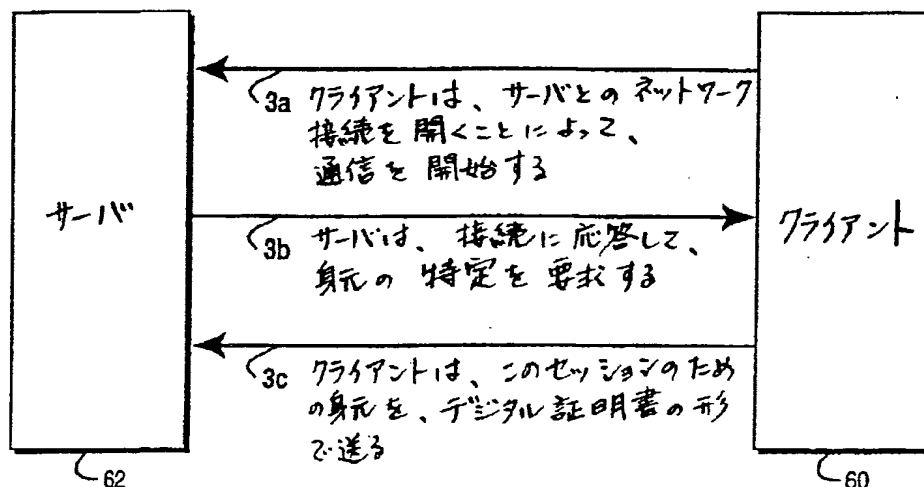 3a クライアントは、サーバとのネットワーク
接続を開くことによって、
通信を開始する
サーバ
クライアント
3b サーバは、接続に応答して、
身元の特定を要求する
3c クライアントは、このセッションのため
の身元を、デジタル証明書の形
で送る
62
60